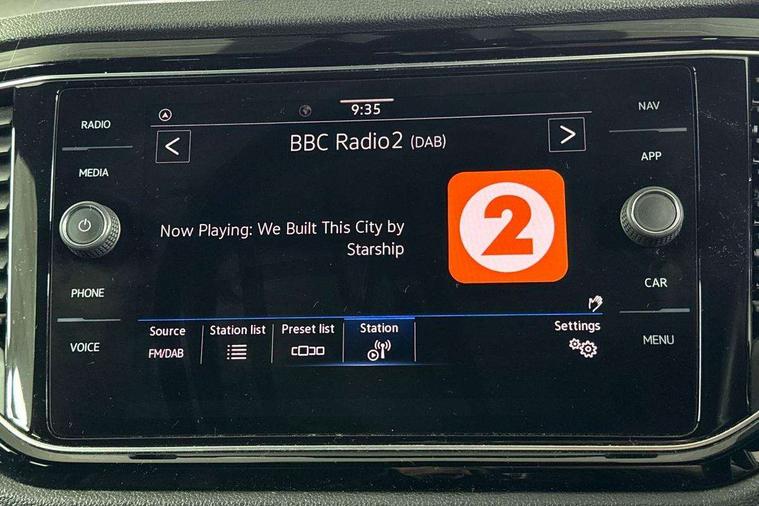 9:35
RADIO
MEDIA
PHONE
VOICE
NAV
APP
CAR
MENU
BBC Radio2 (DAB)
Now Playing: We Built This City by
Starship
2
Source
FM/DAB
Station list
Preset list
Station
Settings